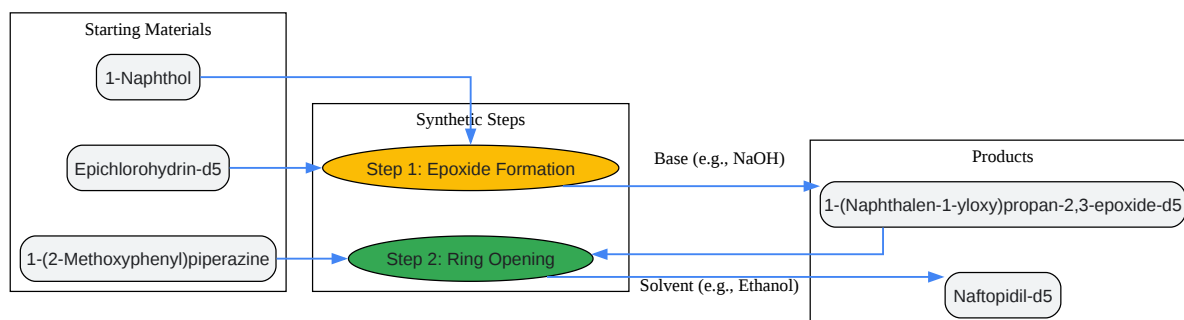 Starting Materials
1-Naphthol
Synthetic Steps
Epichlorohydrin-d5
Step 1: Epoxide Formation
Base (e.g., NaOH)
Products
1-(Naphthalen-1-yloxy)propan-2,3-epoxide-d5
1-(2-Methoxyphenyl)piperazine
Step 2: Ring Opening
Solvent (e.g., Ethanol)
Naftopidil-d5